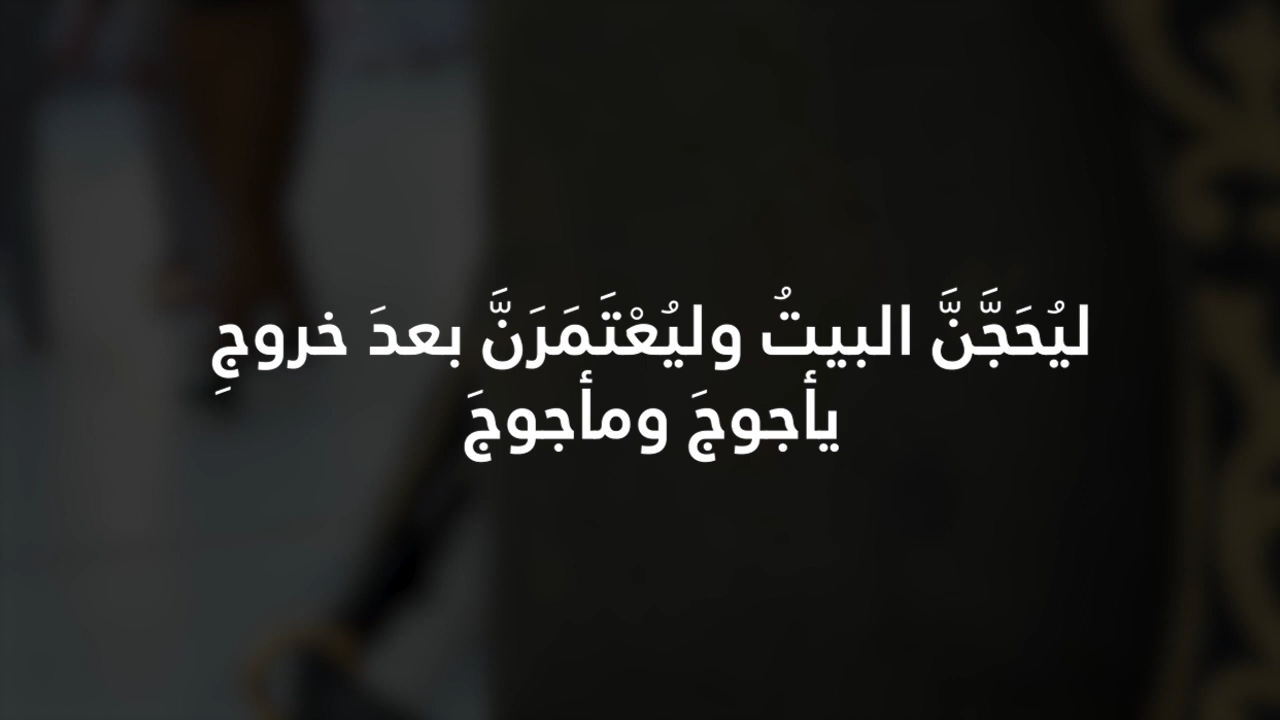 ليُحَجَّنَّ البيتُ وليُعْتَمَرَنَّ بعدَ خروجِ
يأجوجَ ومأجوجَ